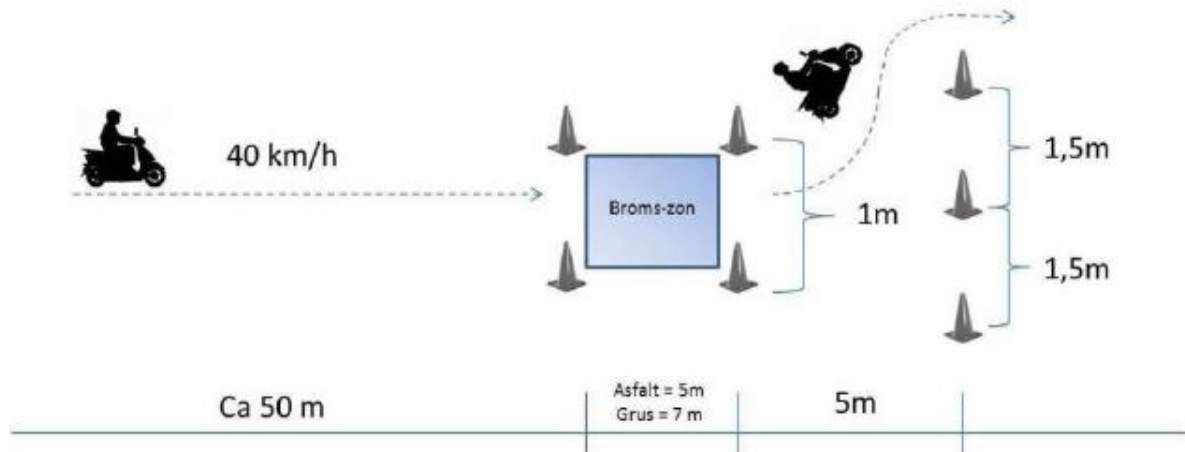 40 km/h
Broms-zon
1m
1,5m
1,5m
Ca 50 m
Asfalt = 5m
Grus = 7 m
5m